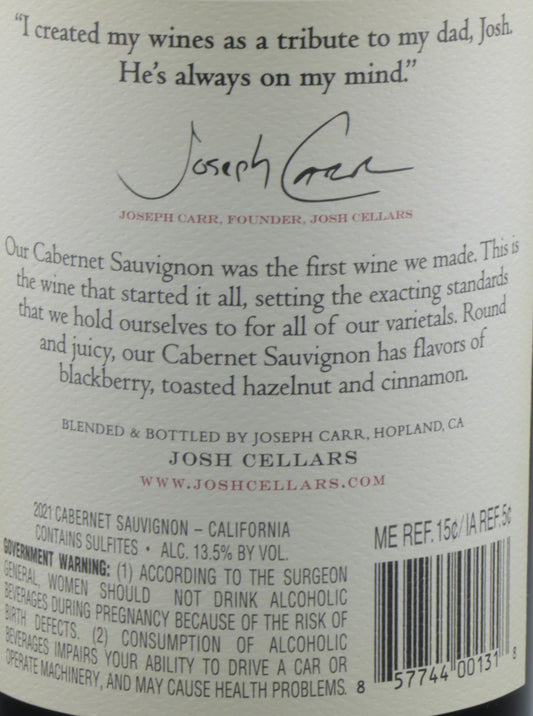 “I created my wines as a tribute to my dad, Josh.
He’s always on my mind.”
Joseph Carr
JOSEPH CARR, FOUNDER, JOSH CELLARS
Our Cabernet Sauvignon was the first wine we made. This is
the wine that started it all, setting the exacting standards
that we hold ourselves to for all of our varietals. Round
and juicy, our Cabernet Sauvignon has flavors of
blackberry, toasted hazelnut and cinnamon.
BLENDED & BOTTLED BY JOSEPH CARR, HOPLAND, CA
JOSH CELLARS
WWW.JOSHCELLARS.COM
2021 CABERNET SAUVIGNON – CALIFORNIA
CONTAINS SULFITES • ALC. 13.5% BY VOL.
GOVERNMENT WARNING: (1) ACCORDING TO THE SURGEON
GENERAL, WOMEN SHOULD NOT DRINK ALCOHOLIC
BEVERAGES DURING PREGNANCY BECAUSE OF THE RISK OF
BIRTH DEFECTS. (2) CONSUMPTION OF ALCOHOLIC
BEVERAGES IMPAIRS YOUR ABILITY TO DRIVE A CAR OR
OPERATE MACHINERY, AND MAY CAUSE HEALTH PROBLEMS.
ME REF. 15¢/IA REF. 5¢
8 57744 00131 8